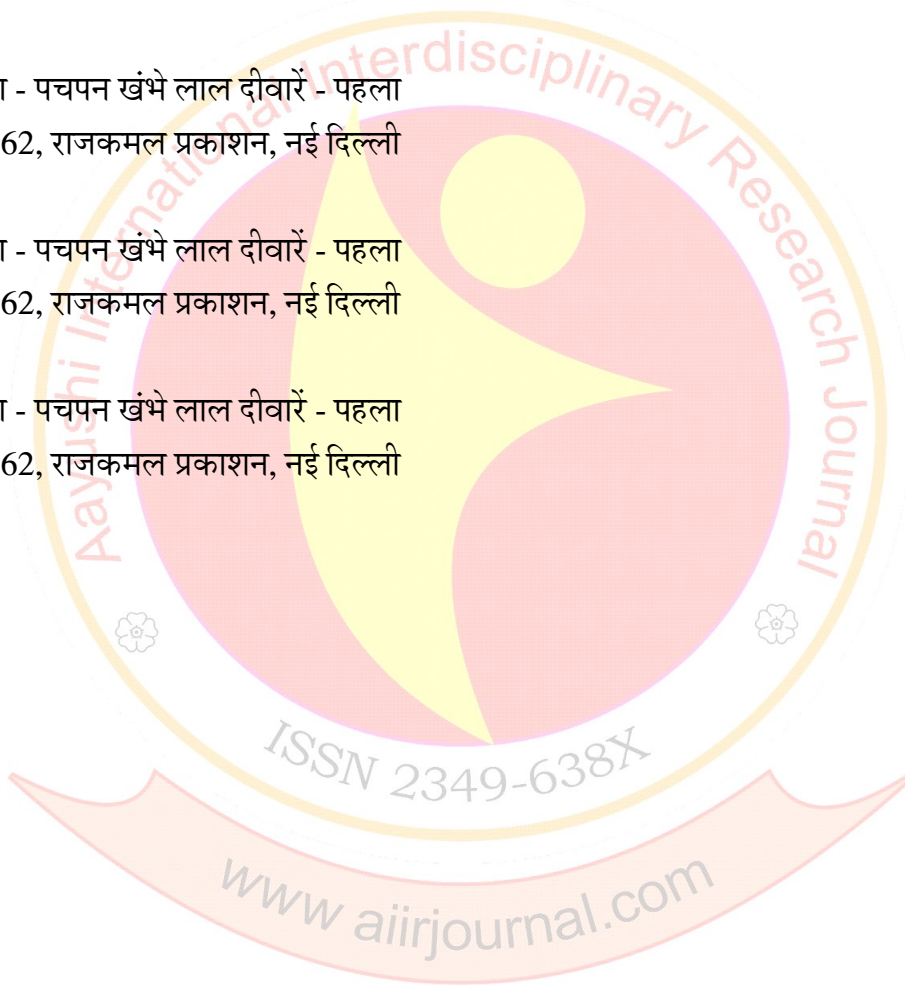 ा - पचपन खंभे लाल दीवारें - पहला
62, राजकमल प्रकाशन, नई दिल्ली
ा - पचपन खंभे लाल दीवारें - पहला
62, राजकमल प्रकाशन, नई दिल्ली
ा - पचपन खंभे लाल दीवारें - पहला
62, राजकमल प्रकाशन, नई दिल्ली
Aayushi International Interdisciplinary Research Journal
ISSN 2349-638X
www aiirjournal.com